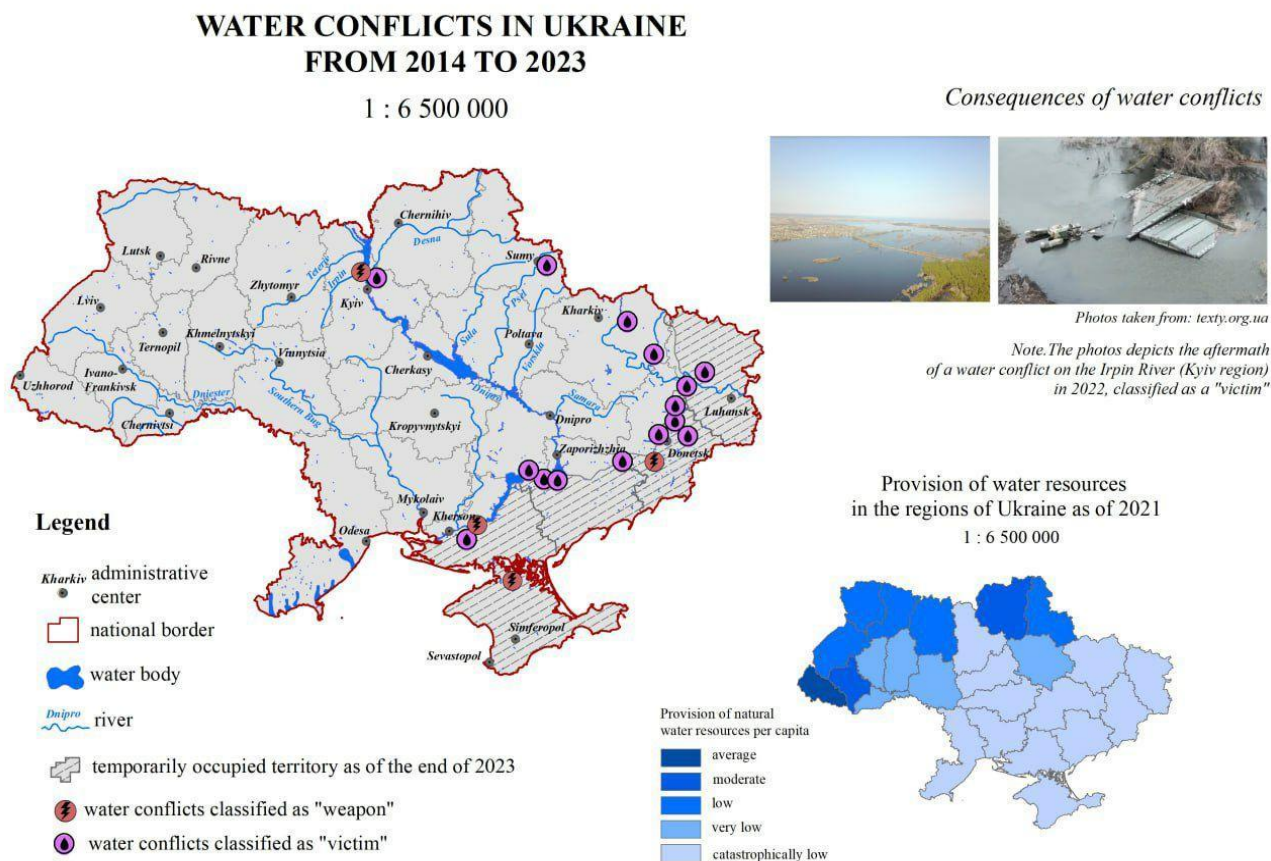 WATER CONFLICTS IN UKRAINE
FROM 2014 TO 2023
1 : 6 500 000
Consequences of water conflicts
Photos taken from: texty.org.ua
Note.The photos depicts the aftermath
of a water conflict on the Irpin River (Kyiv region)
in 2022, classified as a "victim"
Chernihiv
Desna
Lutsk
Rivne
Sumy
Teteriv
Irpin
Zhytomyr
Kyiv
Psel
Lviv
Sula
Kharkiv
Khmelnytskyi
Poltava
Vorskla
Ternopil
Vinnytsia
Cherkasy
Uzhhorod
Ivano-
Frankivsk
Dnipro
Samara
Luhansk
Dniester
Southern Bug
Chernivtsi
Kropyvnytskyi
Dnipro
Zaporizhzhia
Donetsk
Mykolaiv
Kherson
Odesa
Simferopol
Sevastopol
Legend
Kharkiv administrative
center
national border
water body
Dnipro river
temporarily occupied territory as of the end of 2023
water conflicts classified as "weapon"
water conflicts classified as "victim"
Provision of water resources
in the regions of Ukraine as of 2021
1 : 6 500 000
Provision of natural
water resources per capita
average
moderate
low
very low
catastrophically low